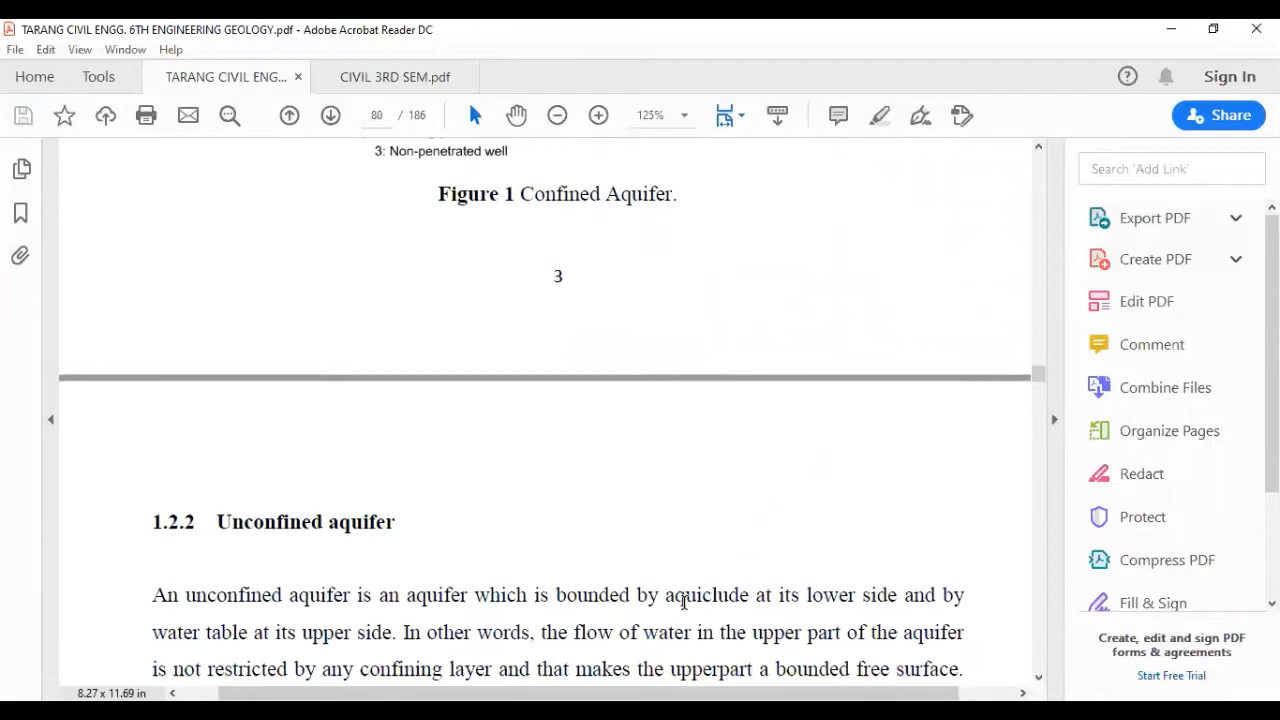 TARANG CIVIL ENGG. 6TH ENGINEERING GEOLOGY.pdf - Adobe Acrobat Reader DC
File Edit View Window Help
Home Tools TARANG CIVIL ENG... × CIVIL 3RD SEM.pdf Sign In
80 / 186 125% Share
3: Non-penetrated well
Figure 1 Confined Aquifer.
3
1.2.2 Unconfined aquifer
An unconfined aquifer is an aquifer which is bounded by aquiclude at its lower side and by
water table at its upper side. In other words, the flow of water in the upper part of the aquifer
is not restricted by any confining layer and that makes the upperpart a bounded free surface.
8.27 x 11.69 in
Search 'Add Link'
Export PDF
Create PDF
Edit PDF
Comment
Combine Files
Organize Pages
Redact
Protect
Compress PDF
Fill & Sign
Create, edit and sign PDF
forms & agreements
Start Free Trial